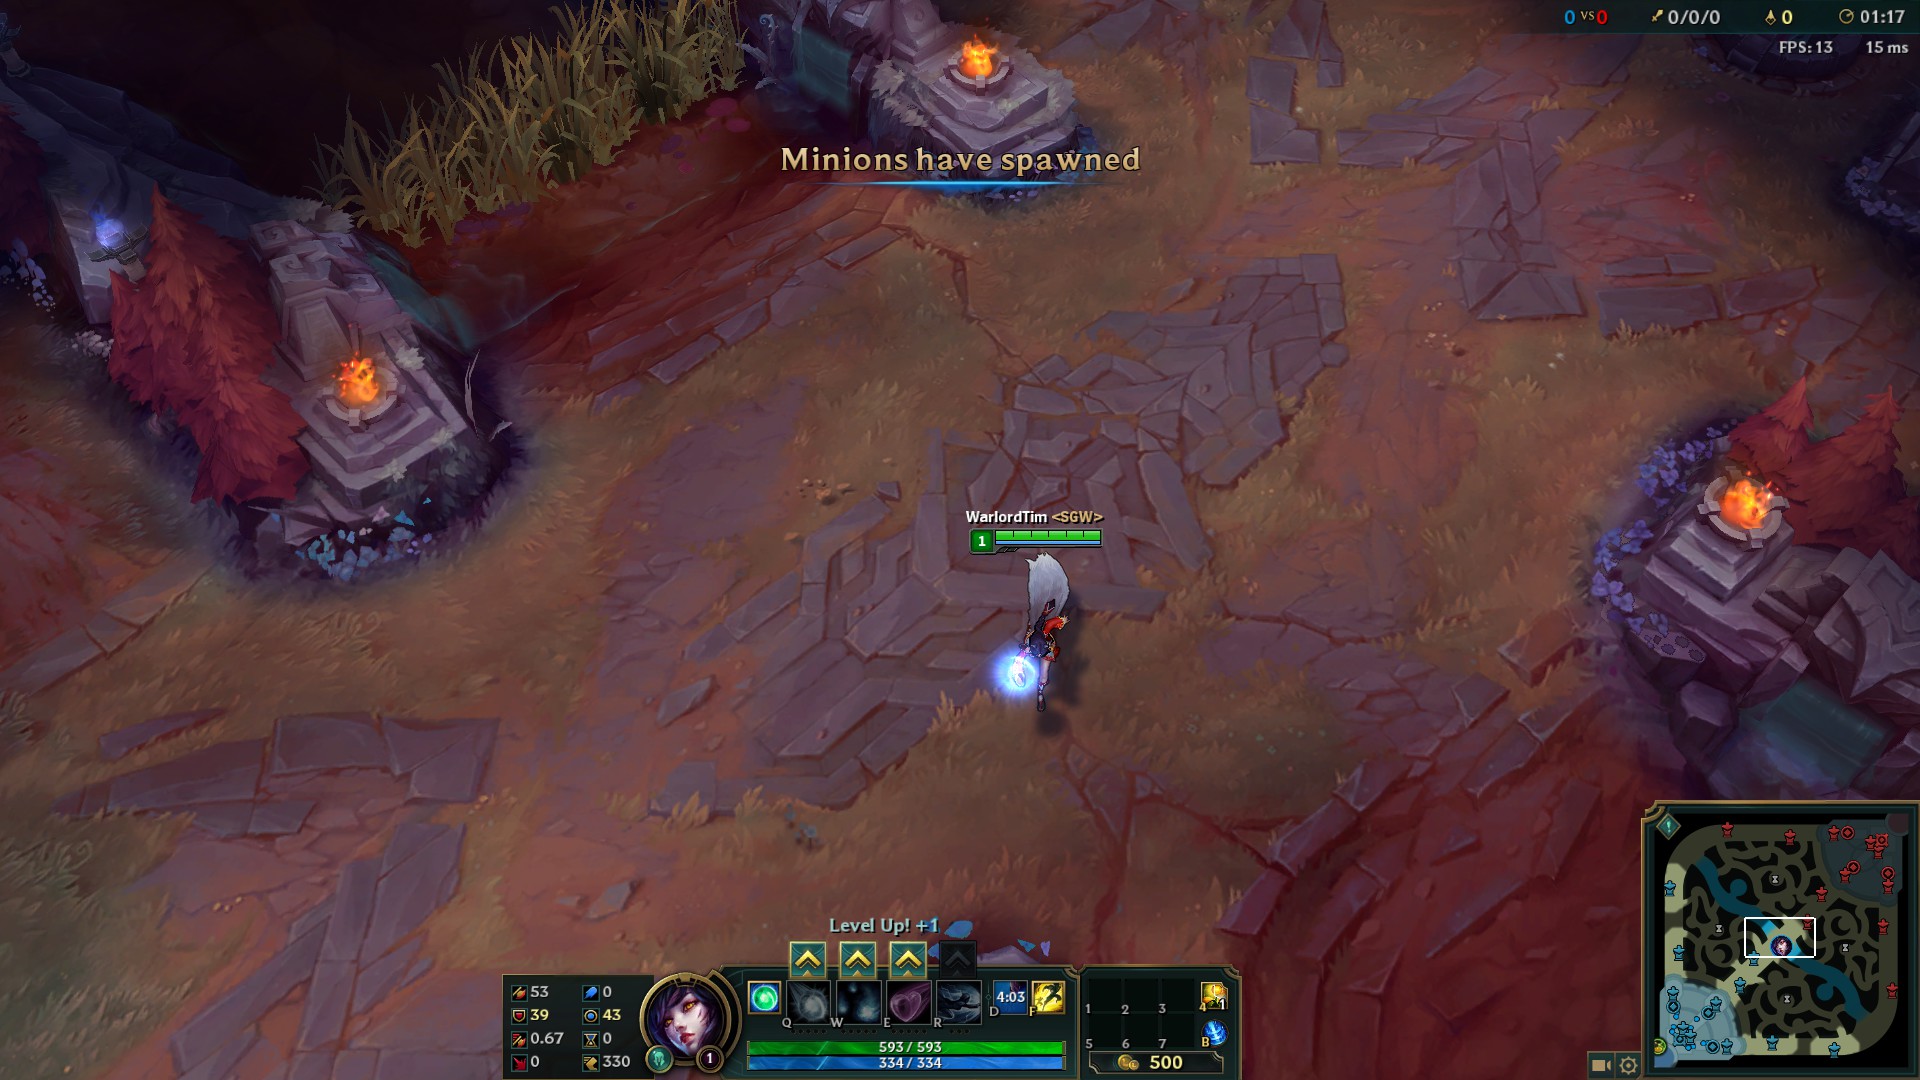 0 VS 0 0/0/0 0 01:17
FPS: 13 15 ms
Minions have spawned
WarlordTim <SGW>
1
Level Up! +1
53 0
39 43
0.67 0
0 330
1
Q W E R
4:03
D F
1 2 3 4 1
5 6 7 B
593 / 593
334 / 334
500